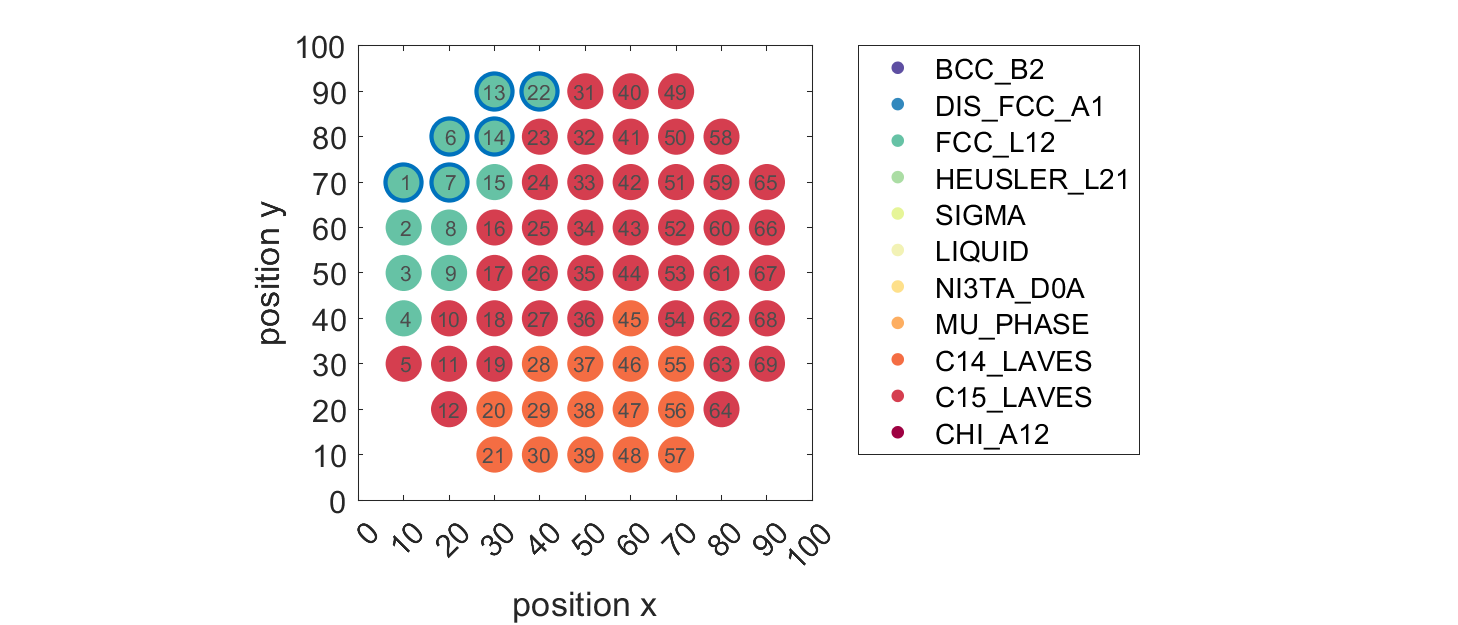 100
90
80
70
60
50
40
30
20
10
0
position y
13 22 31 40 49
6 14 23 32 41 50 58
1 7 15 24 33 42 51 59 65
2 8 16 25 34 43 52 60 66
3 9 17 26 35 44 53 61 67
4 10 18 27 36 45 54 62 68
5 11 19 28 37 46 55 63 69
12 20 29 38 47 56 64
21 30 39 48 57
0 10 20 30 40 50 60 70 80 90 100
position x
BCC_B2
DIS_FCC_A1
FCC_L12
HEUSLER_L21
SIGMA
LIQUID
NI3TA_D0A
MU_PHASE
C14_LAVES
C15_LAVES
CHI_A12